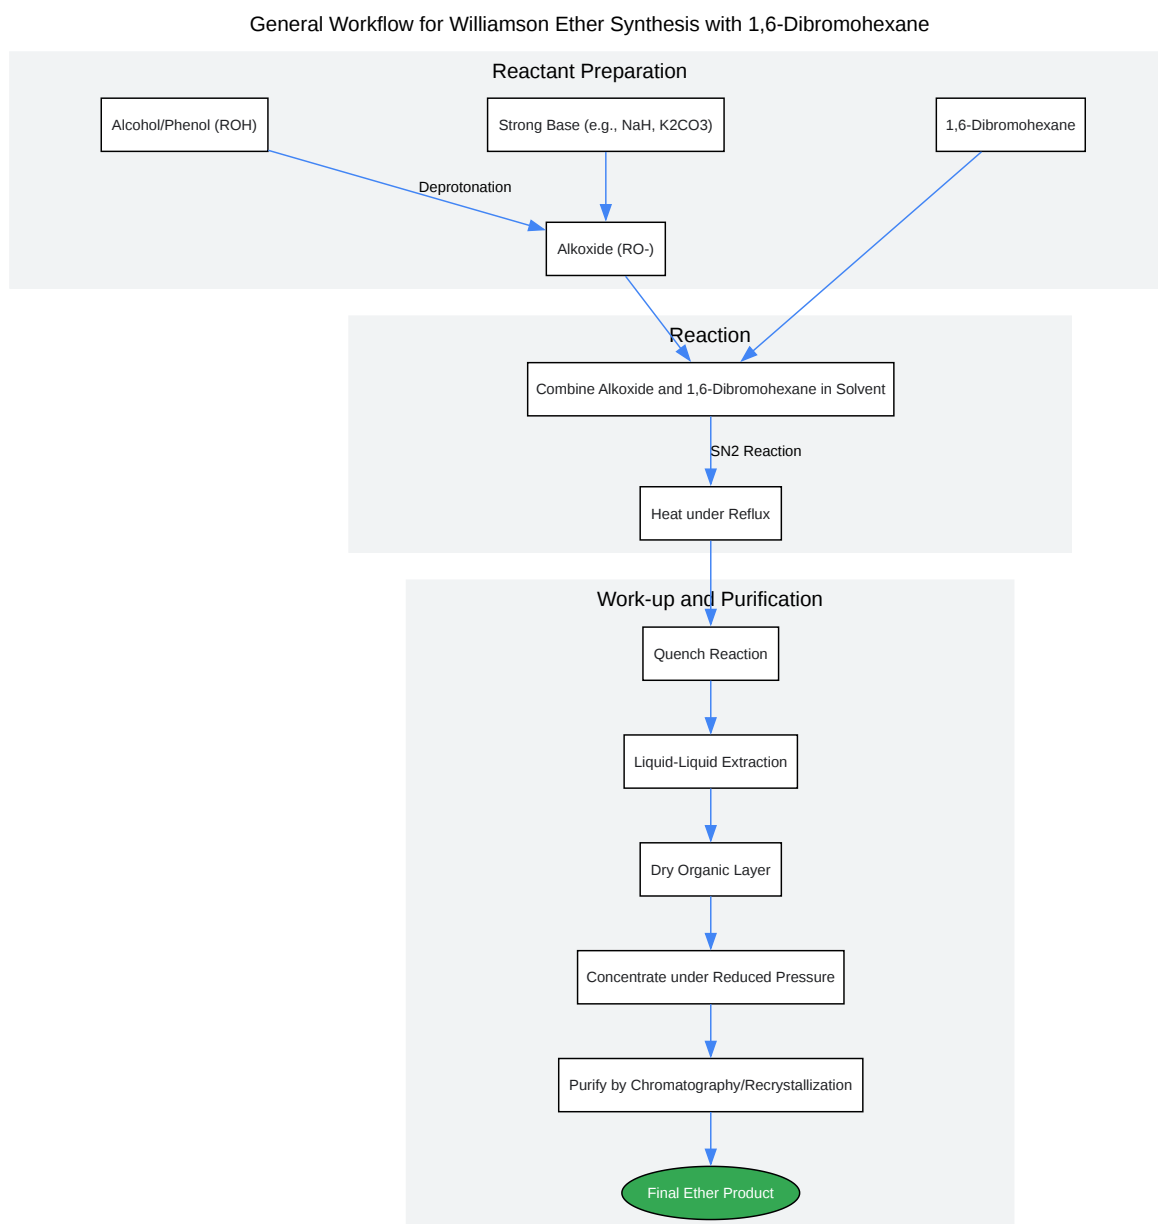 General Workflow for Williamson Ether Synthesis with 1,6-Dibromohexane
Reactant Preparation
Alcohol/Phenol (ROH)
Strong Base (e.g., NaH, K2CO3)
1,6-Dibromohexane
Deprotonation
Alkoxide (RO-)
Reaction
Combine Alkoxide and 1,6-Dibromohexane in Solvent
SN2 Reaction
Heat under Reflux
Work-up and Purification
Quench Reaction
Liquid-Liquid Extraction
Dry Organic Layer
Concentrate under Reduced Pressure
Purify by Chromatography/Recrystallization
Final Ether Product